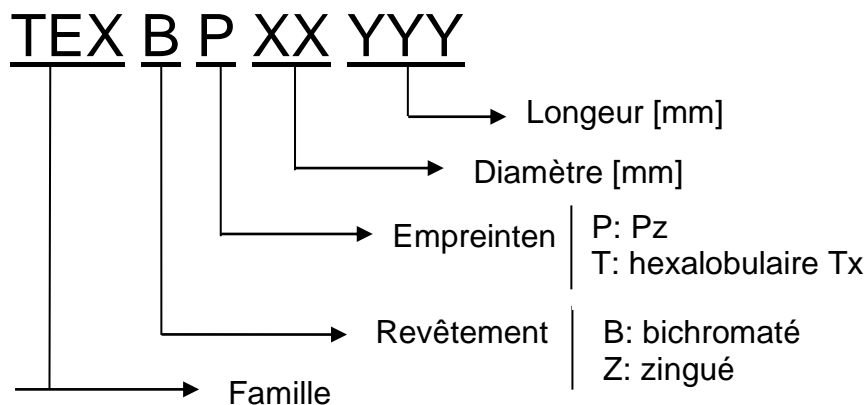 TEX B P XX YYY
Longeur [mm]
Diamètre [mm]
Empreinten
P: Pz
T: hexalobulaire Tx
Revêtement
B: bichromaté
Z: zingué
Famille